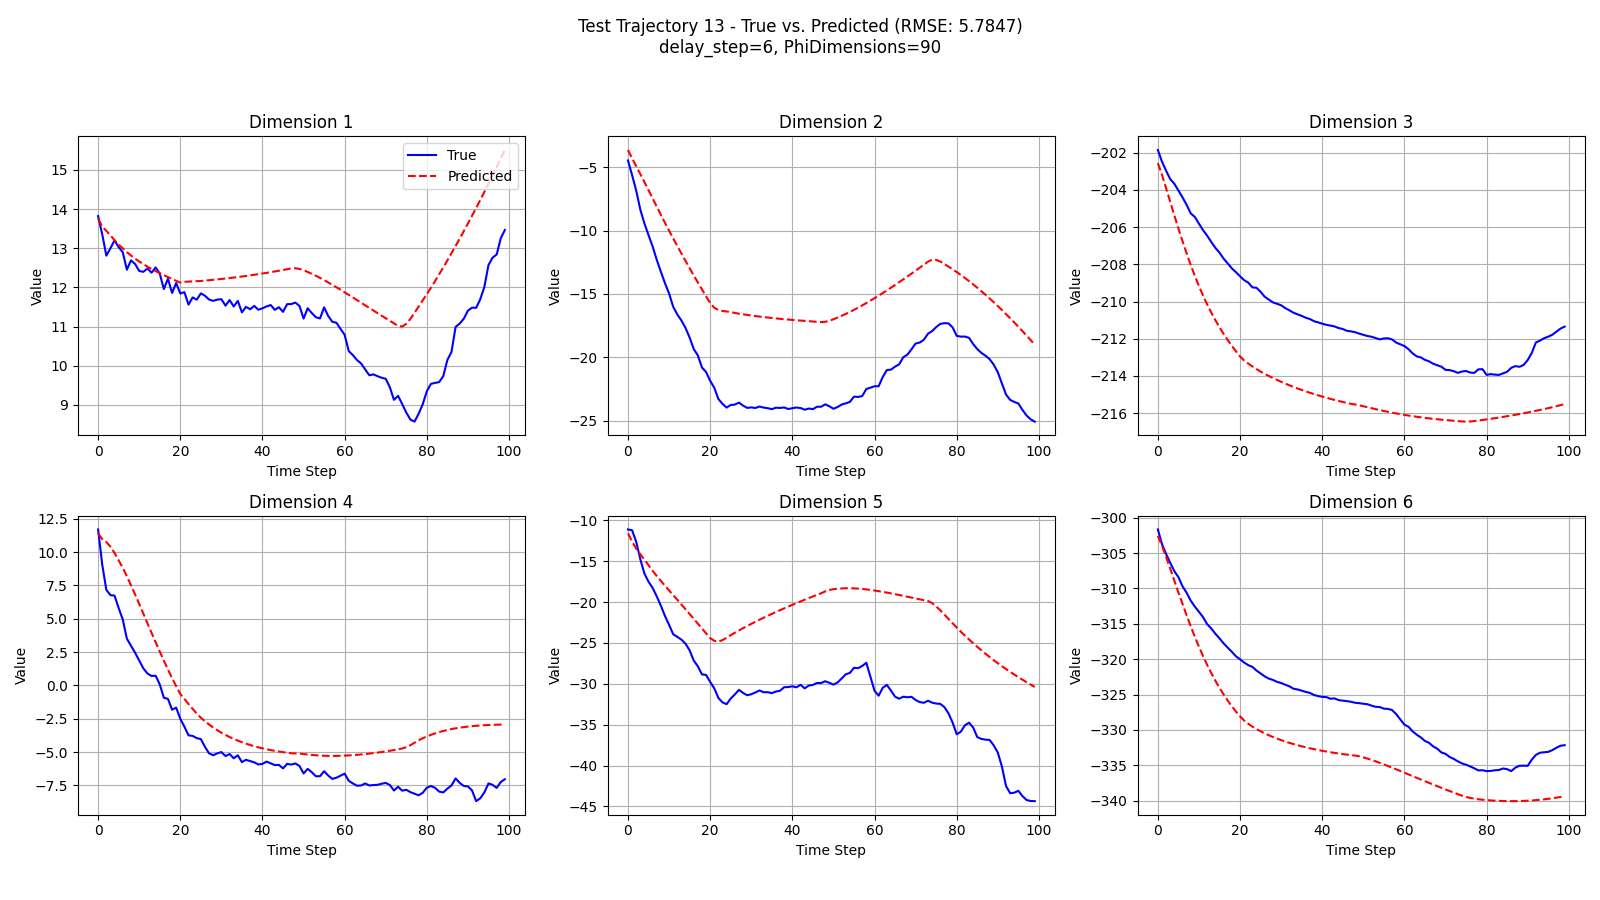 Test Trajectory 13 - True vs. Predicted (RMSE: 5.7847)
delay_step=6, PhiDimensions=90
Dimension 1
True
Predicted
Value
15
14
13
12
11
10
9
0 20 40 60 80 100
Time Step
Dimension 2
Value
−5
−10
−15
−20
−25
0 20 40 60 80 100
Time Step
Dimension 3
Value
−202
−204
−206
−208
−210
−212
−214
−216
0 20 40 60 80 100
Time Step
Dimension 4
Value
12.5
10.0
7.5
5.0
2.5
0.0
−2.5
−5.0
−7.5
0 20 40 60 80 100
Time Step
Dimension 5
Value
−10
−15
−20
−25
−30
−35
−40
−45
0 20 40 60 80 100
Time Step
Dimension 6
Value
−300
−305
−310
−315
−320
−325
−330
−335
−340
0 20 40 60 80 100
Time Step